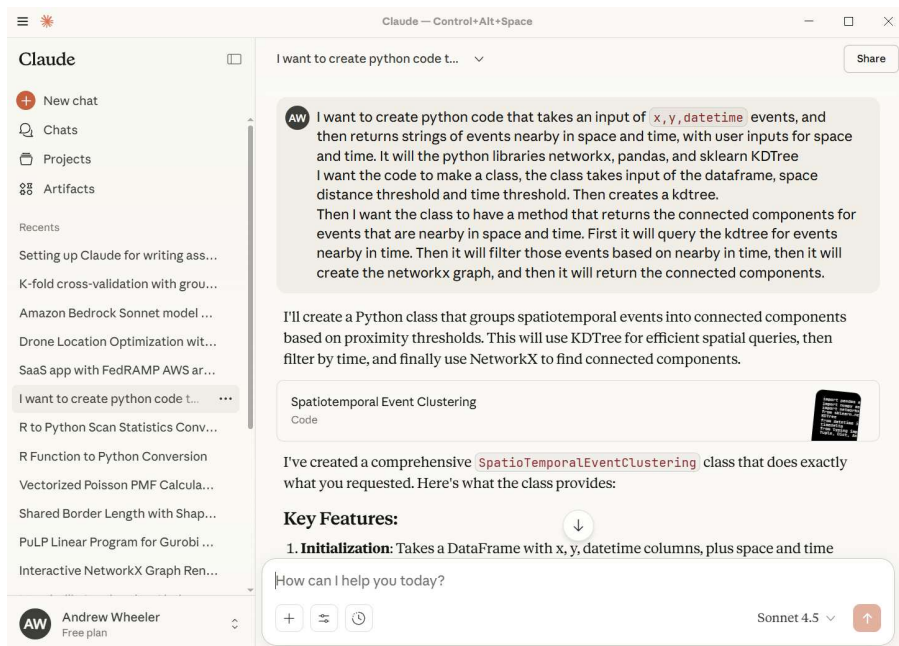 Claude — Control+Alt+Space
Claude
I want to create python code t...
Share
New chat
Chats
Projects
Artifacts
Recents
Setting up Claude for writing ass...
K-fold cross-validation with grou...
Amazon Bedrock Sonnet model ...
Drone Location Optimization wit...
SaaS app with FedRAMP AWS ar...
I want to create python code t...
R to Python Scan Statistics Conv...
R Function to Python Conversion
Vectorized Poisson PMF Calcula...
Shared Border Length with Shap...
PuLP Linear Program for Gurobi ...
Interactive NetworkX Graph Ren...
AW
Andrew Wheeler
Free plan
AW
I want to create python code that takes an input of x,y,datetime events, and
then returns strings of events nearby in space and time, with user inputs for space
and time. It will the python libraries networkx, pandas, and sklearn KDTree
I want the code to make a class, the class takes input of the dataframe, space
distance threshold and time threshold. Then creates a kdtree.
Then I want the class to have a method that returns the connected components for
events that are nearby in space and time. First it will query the kdtree for events
nearby in time. Then it will filter those events based on nearby in time, then it will
create the networkx graph, and then it will return the connected components.
I'll create a Python class that groups spatiotemporal events into connected components
based on proximity thresholds. This will use KDTree for efficient spatial queries, then
filter by time, and finally use NetworkX to find connected components.
Spatiotemporal Event Clustering
Code
I've created a comprehensive SpatioTemporalEventClustering class that does exactly
what you requested. Here's what the class provides:
Key Features:
1. Initialization: Takes a DataFrame with x, y, datetime columns, plus space and time
How can I help you today?
Sonnet 4.5